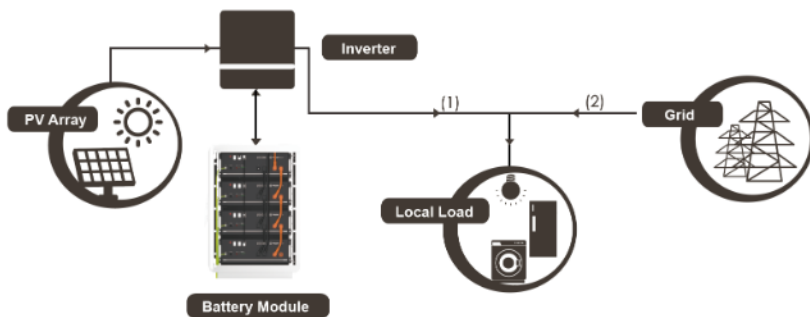 Inverter
(1)
(2)
PV Array
Grid
Local Load
Battery Module